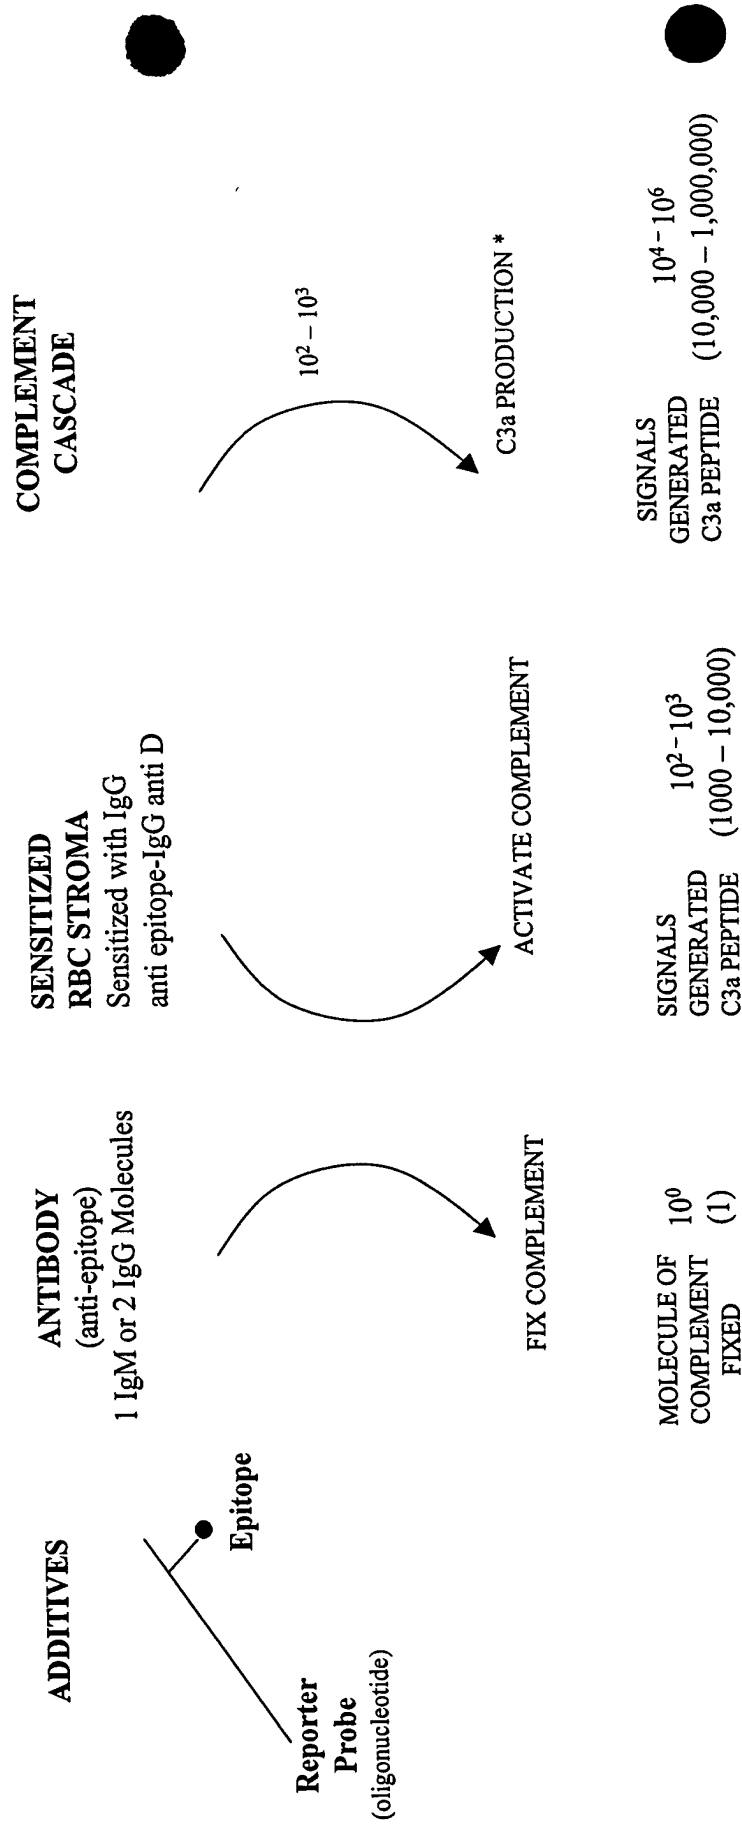 ADDITIVES
Reporter
Probe
(oligonucleotide)
Epitope
ANTIBODY
(anti-epitope)
1 IgM or 2 IgG Molecules
FIX COMPLEMENT
MOLECULE OF
COMPLEMENT
FIXED
10⁰
(1)
SENSITIZED
RBC STROMA
Sensitized with IgG
anti epitope-IgG anti D
ACTIVATE COMPLEMENT
SIGNALS
GENERATED
C3a PEPTIDE
10² - 10³
(1000 – 10,000)
COMPLEMENT
CASCADE
10² – 10³
C3a PRODUCTION *
SIGNALS
GENERATED
C3a PEPTIDE
10⁴ - 10⁶
(10,000 – 1,000,000)